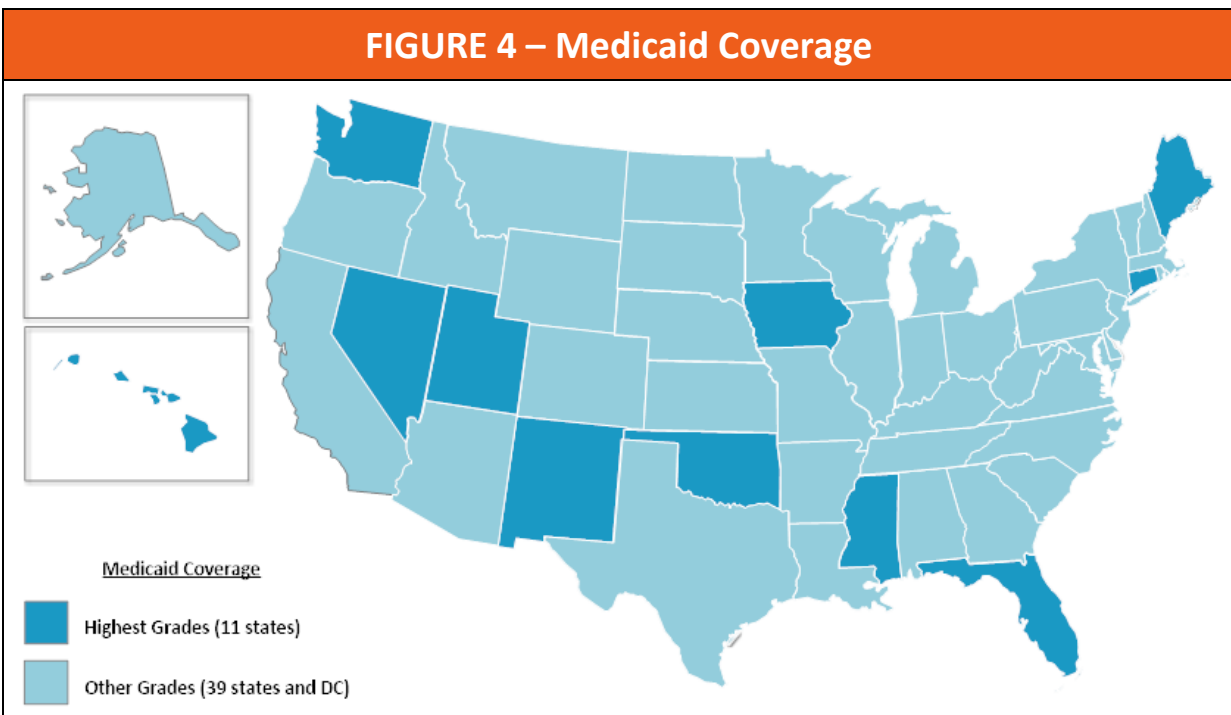 FIGURE 4 – Medicaid Coverage
Medicaid Coverage
Highest Grades (11 states)
Other Grades (39 states and DC)